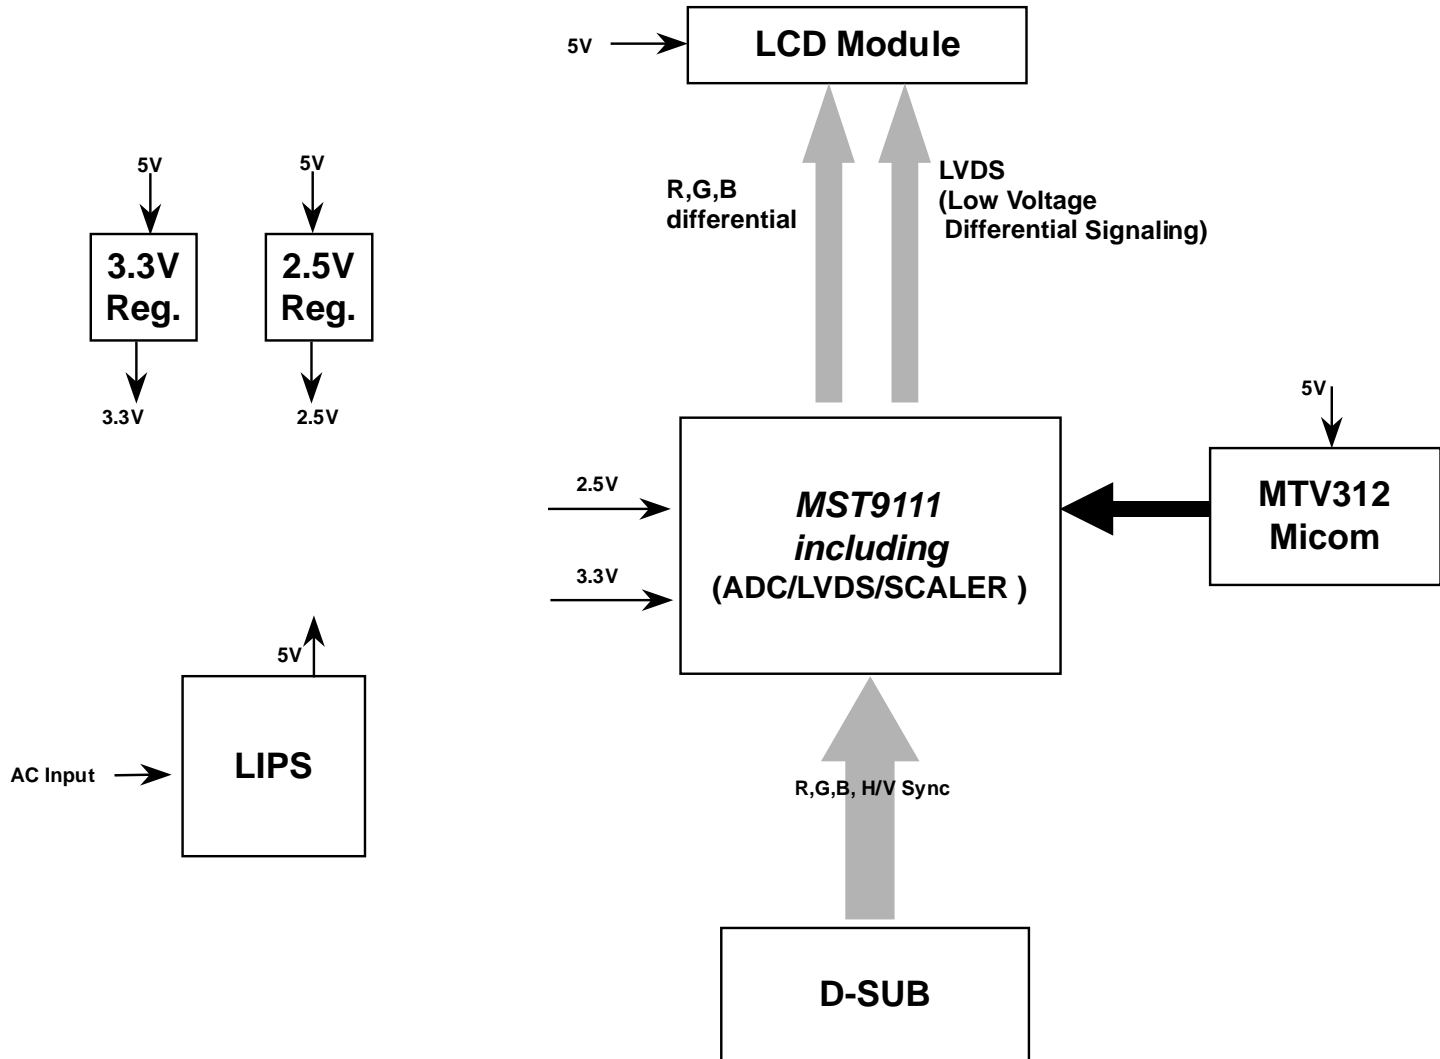 LCD Module
5V
R,G,B
differential
LVDS
(Low Voltage
Differential Signaling)
5V
5V
3.3V
Reg.
2.5V
Reg.
3.3V
2.5V
5V
MTV312
Micom
2.5V
3.3V
MST9111
including
(ADC/LVDS/SCALER )
5V
LIPS
AC Input
R,G,B, H/V Sync
D-SUB